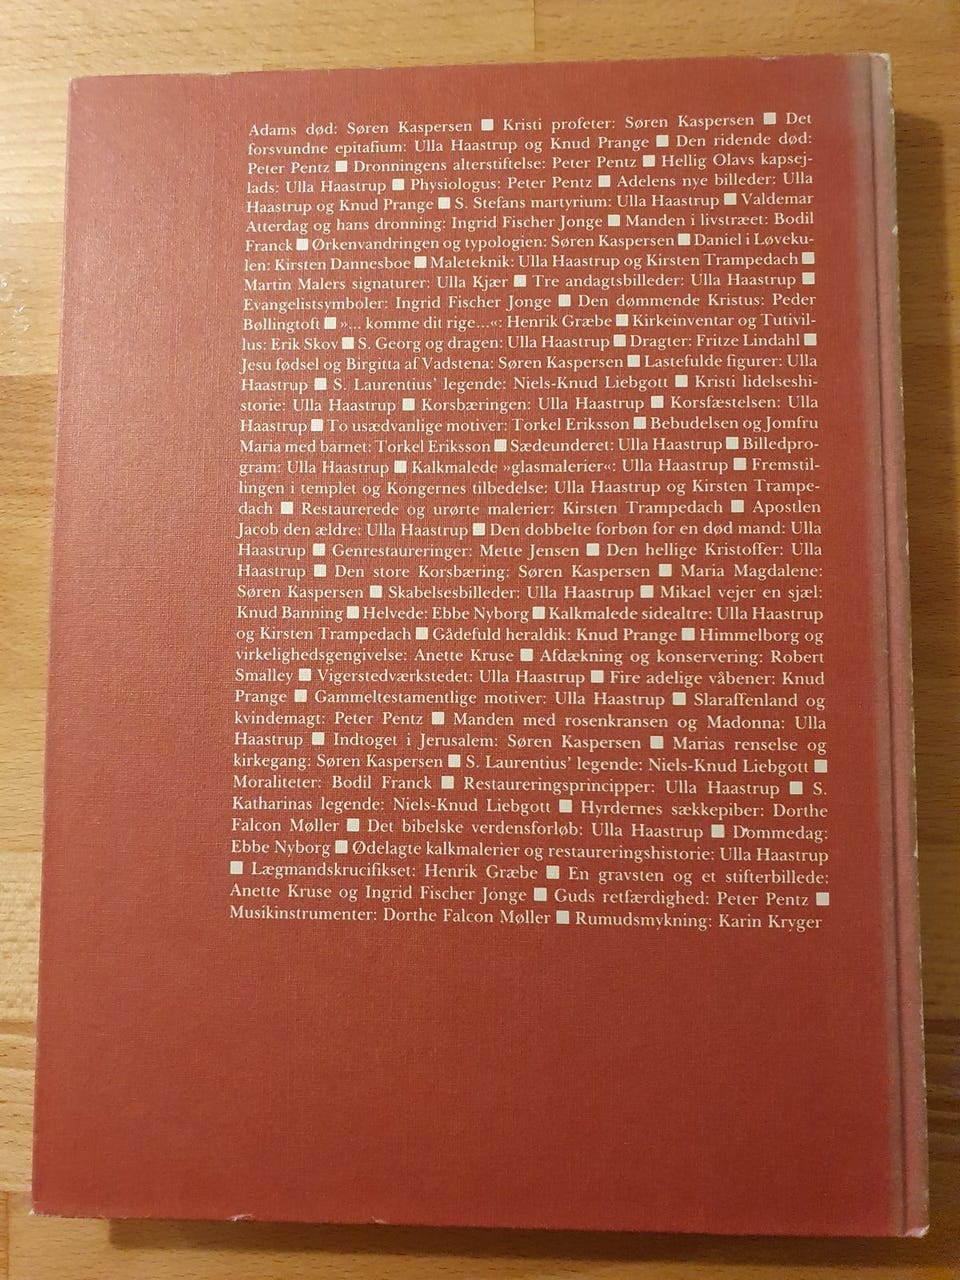 Adams død: Søren Kaspersen ■ Kristi profeter: Søren Kaspersen ■ Det
forsvundne epitafium: Ulla Haastrup og Knud Prange ■ Den ridende død:
Peter Pentz ■ Dronningens alterstiftelse: Peter Pentz ■ Hellig Olavs kapsej-
lads: Ulla Haastrup ■ Physiologus: Peter Pentz ■ Adelens nye billeder: Ulla
Haastrup og Knud Prange ■ S. Stefans martyrium: Ulla Haastrup ■ Valdemar
Atterdag og hans dronning: Ingrid Fischer Jonge ■ Manden i livstræet: Bodil
Franck ■ Ørkenvandringen og typologien: Søren Kaspersen ■ Daniel i Løveku-
len: Kirsten Dannesboe ■ Maleteknik: Ulla Haastrup og Kirsten Trampedach ■
Martin Malers signaturer: Ulla Kjær ■ Tre andagtsbilleder: Ulla Haastrup ■
Evangelistsymboler: Ingrid Fischer Jonge ■ Den dømmende Kristus: Peder
Bøllingtoft ■ »... komme dit rige...«: Henrik Græbe ■ Kirkeinventar og Tutivil-
lus: Erik Skov ■ S. Georg og dragen: Ulla Haastrup ■ Dragter: Fritze Lindahl ■
Jesu fødsel og Birgitta af Vadstena: Søren Kaspersen ■ Lastefulde figurer: Ulla
Haastrup ■ S. Laurentius' legende: Niels-Knud Liebgott ■ Kristi lidelseshi-
storie: Ulla Haastrup ■ Korsbæringen: Ulla Haastrup ■ Korsfæstelsen: Ulla
Haastrup ■ To usædvanlige motiver: Torkel Eriksson ■ Bebudelsen og Jomfru
Maria med barnet: Torkel Eriksson ■ Sædeunderet: Ulla Haastrup ■ Billedpro-
gram: Ulla Haastrup ■ Kalkmalede »glasmalerier«: Ulla Haastrup ■ Fremstil-
lingen i templet og Kongernes tilbedelse: Ulla Haastrup og Kirsten Trampe-
dach ■ Restaurerede og urørte malerier: Kirsten Trampedach ■ Apostlen
Jacob den ældre: Ulla Haastrup ■ Den dobbelte forbøn for en død mand: Ulla
Haastrup ■ Genrestaureringer: Mette Jensen ■ Den hellige Kristoffer: Ulla
Haastrup ■ Den store Korsbæring: Søren Kaspersen ■ Maria Magdalene:
Søren Kaspersen ■ Skabelsesbilleder: Ulla Haastrup ■ Mikael vejer en sjæl:
Knud Banning ■ Helvede: Ebbe Nyborg ■ Kalkmalede sidealtre: Ulla Haastrup
og Kirsten Trampedach ■ Gådefuld heraldik: Knud Prange ■ Himmelborg og
virkelighedsgengivelse: Anette Kruse ■ Afdækning og konservering: Robert
Smalley ■ Vigerstedværkstedet: Ulla Haastrup ■ Fire adelige våbener: Knud
Prange ■ Gammeltestamentlige motiver: Ulla Haastrup ■ Slaraffenland og
kvindemagt: Peter Pentz ■ Manden med rosenkransen og Madonna: Ulla
Haastrup ■ Indtoget i Jerusalem: Søren Kaspersen ■ Marias renselse og
kirkegang: Søren Kaspersen ■ S. Laurentius' legende: Niels-Knud Liebgott ■
Moraliteter: Bodil Franck ■ Restaureringsprincipper: Ulla Haastrup ■ S.
Katharinas legende: Niels-Knud Liebgott ■ Hyrdernes sækkepiber: Dorthe
Falcon Møller ■ Det bibelske verdensforløb: Ulla Haastrup ■ Dommedag:
Ebbe Nyborg ■ Ødelagte kalkmalerier og restaureringshistorie: Ulla Haastrup
■ Lægmandskrucifikset: Henrik Græbe ■ En gravsten og et stifterbillede:
Anette Kruse og Ingrid Fischer Jonge ■ Guds retfærdighed: Peter Pentz ■
Musikinstrumenter: Dorthe Falcon Møller ■ Rumudsmykning: Karin Kryger